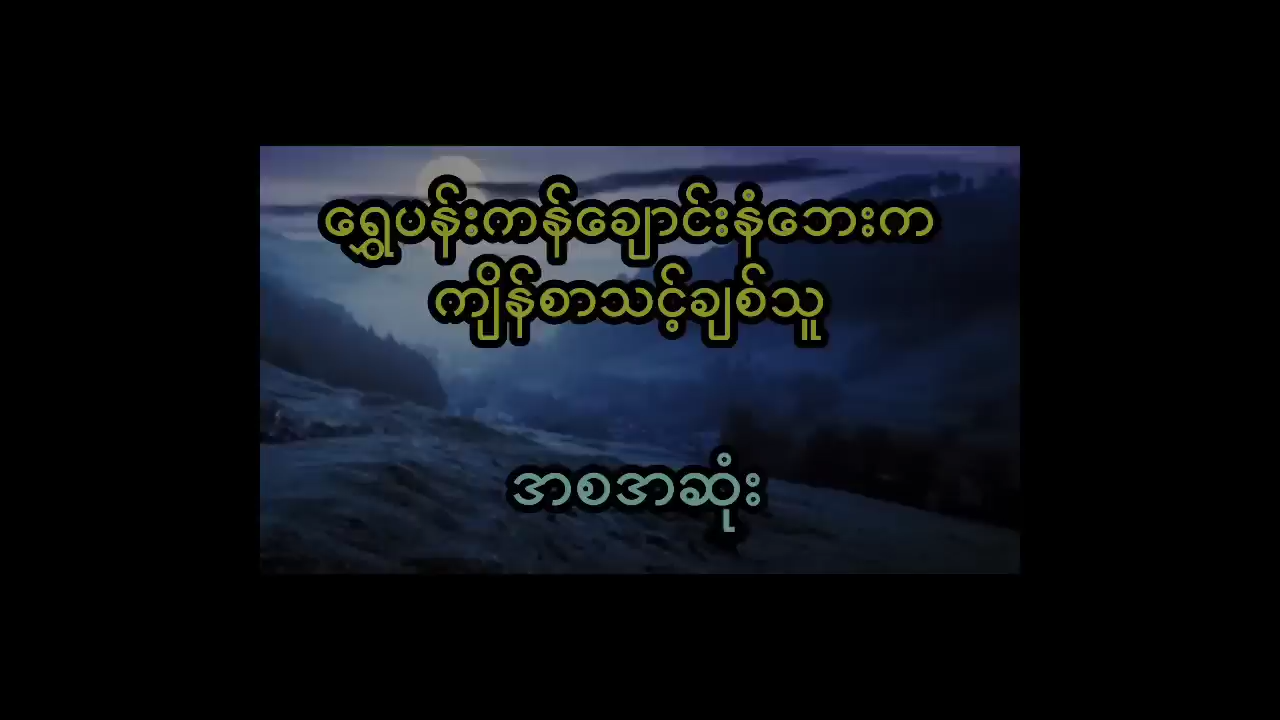 ရွှေပန်းကန်ချောင်းနံဘေးက
ကျိန်စာသင့်ချစ်သူ
အစအဆုံး